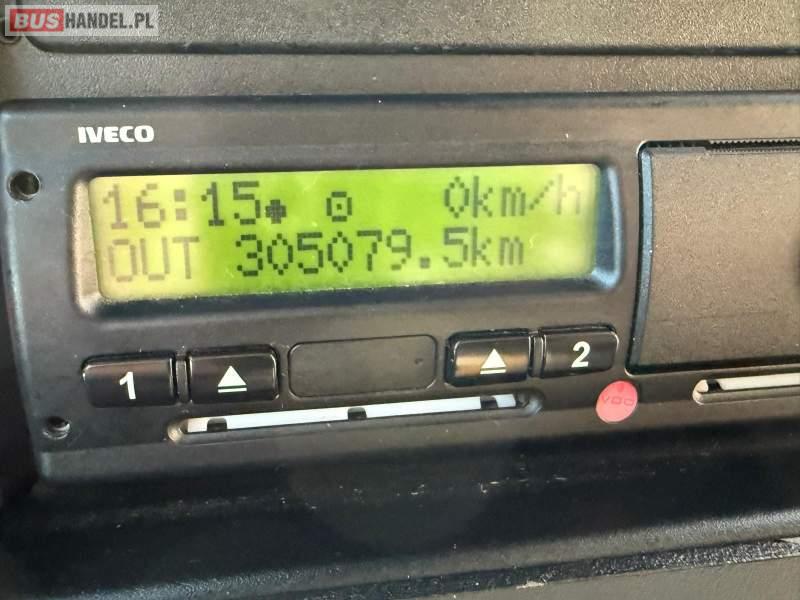 BUSHANDEL.PL
IVECO
16:15 0km/h
OUT 305079.5km
1 2
VDO